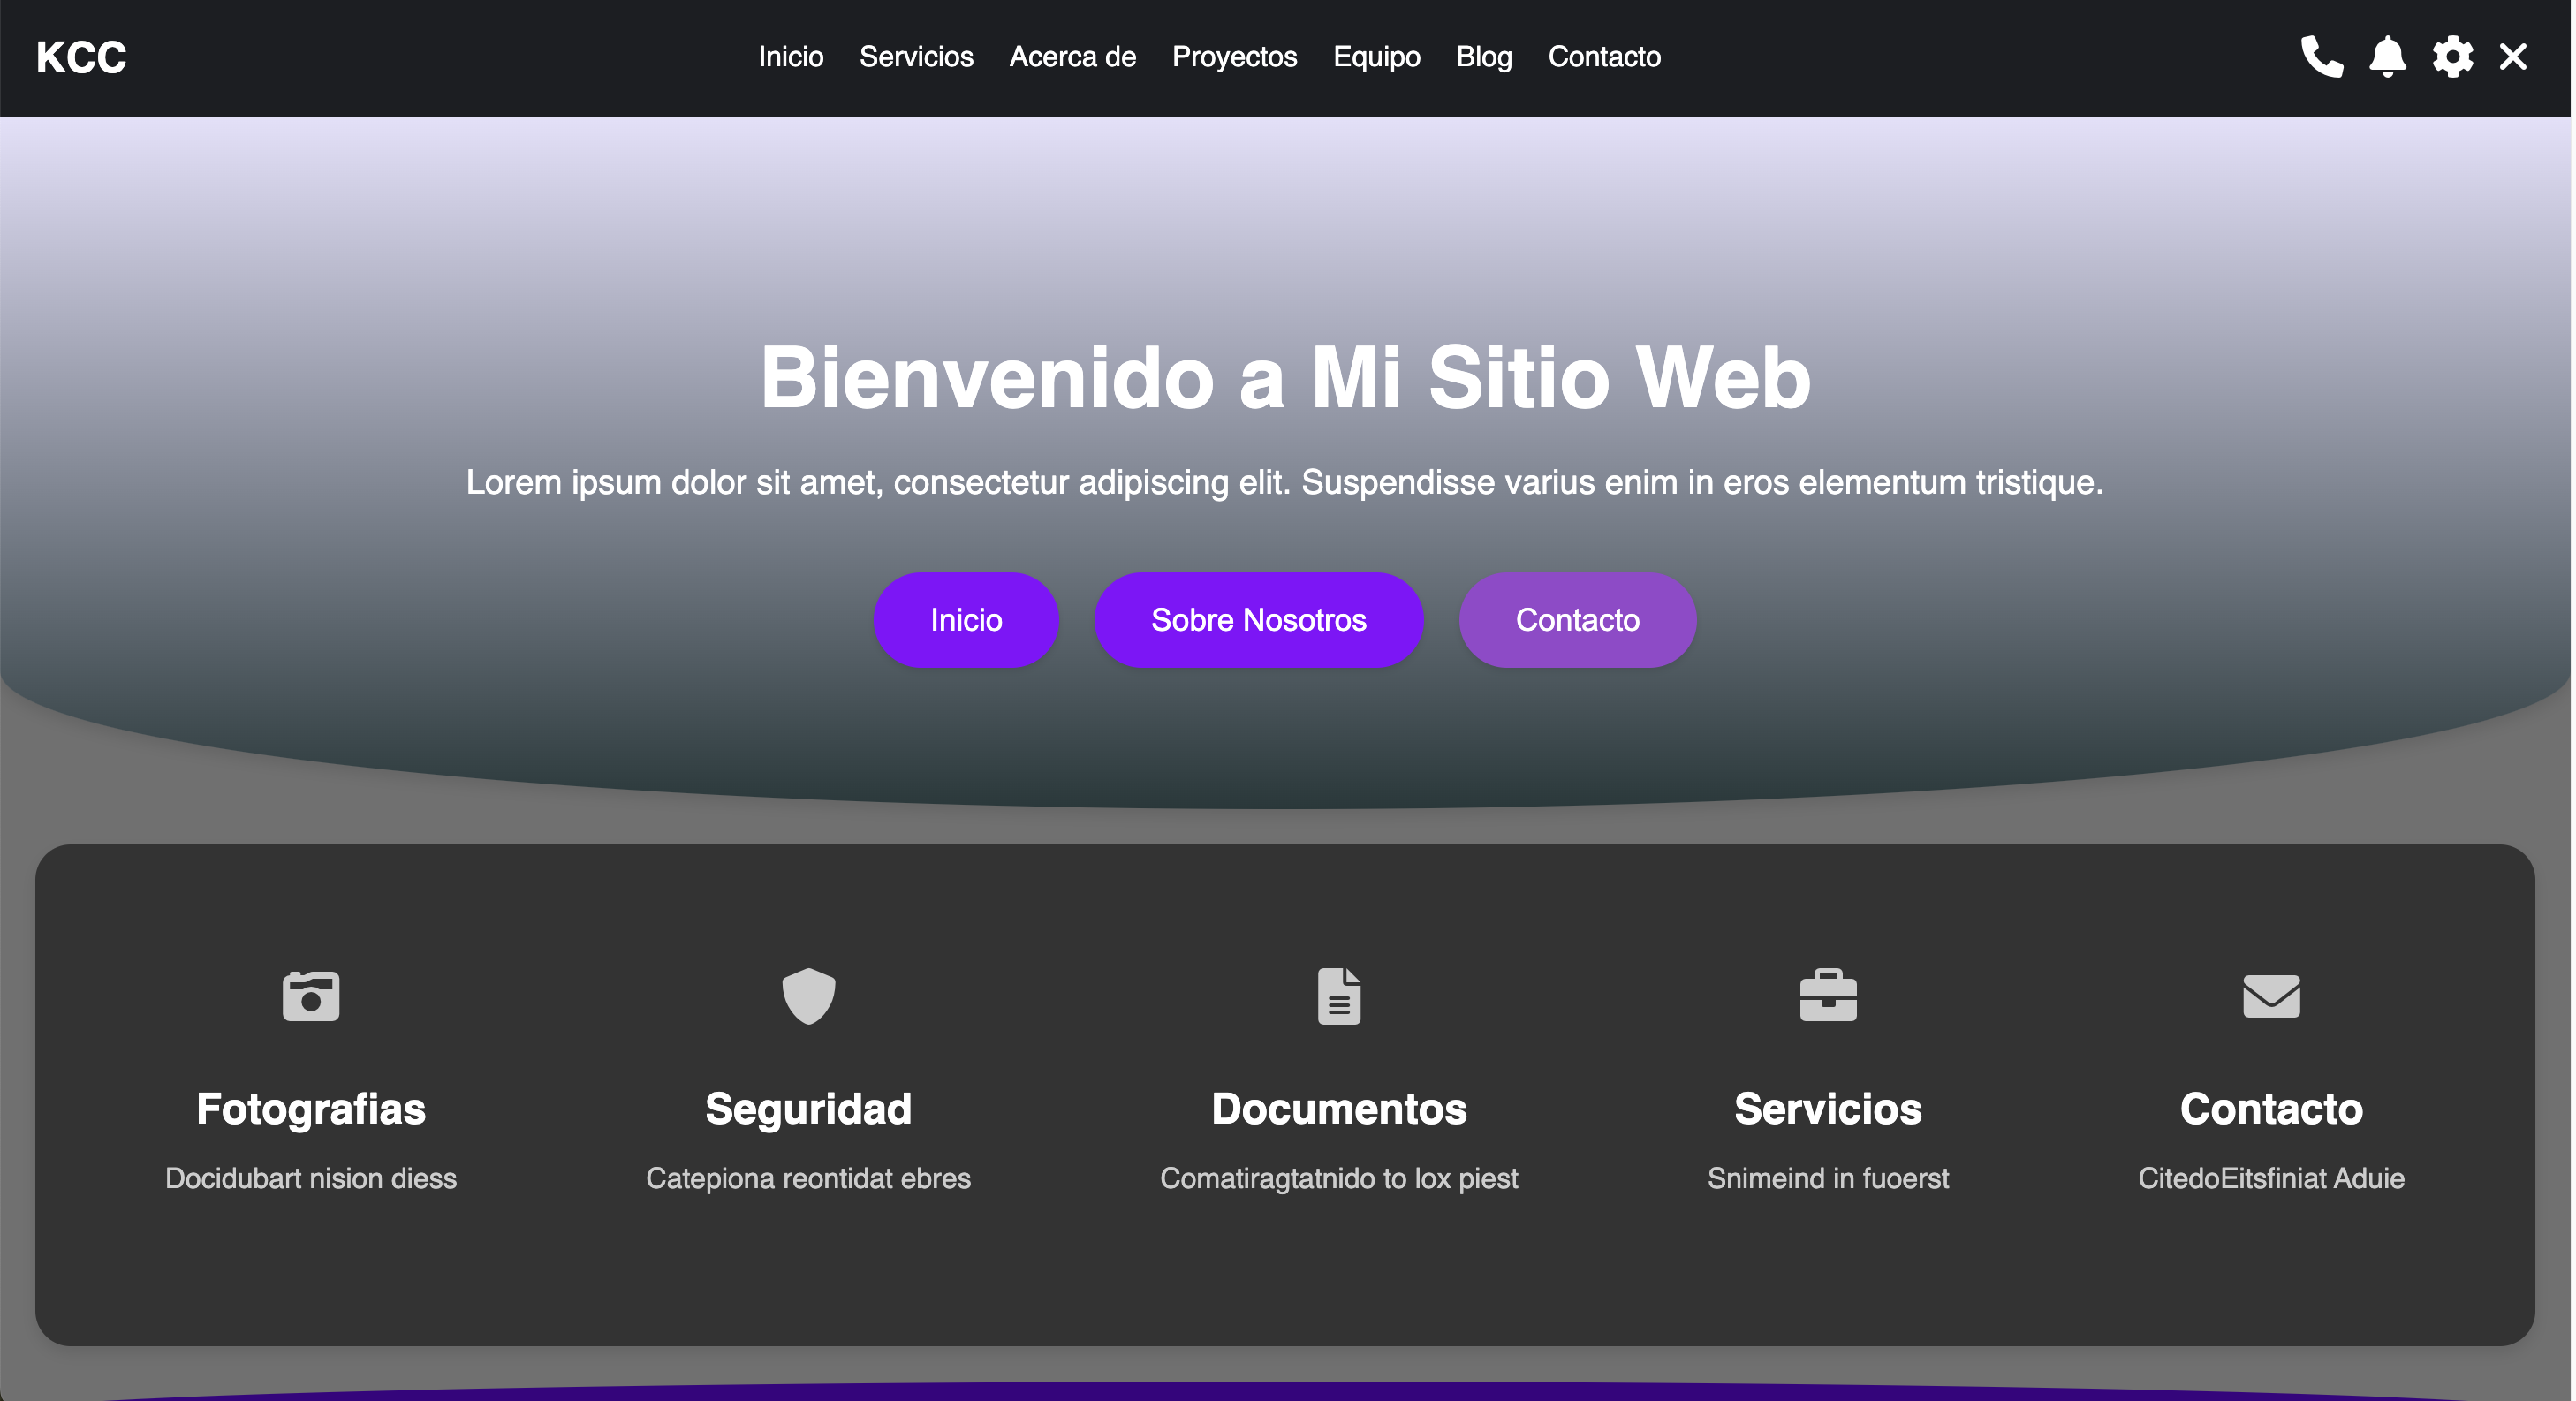 KCC
Inicio Servicios Acerca de Proyectos Equipo Blog Contacto
Bienvenido a Mi Sitio Web
Lorem ipsum dolor sit amet, consectetur adipiscing elit. Suspendisse varius enim in eros elementum tristique.
Inicio
Sobre Nosotros
Contacto
Fotografias
Docidubart nision diess
Seguridad
Catepiona reontidat ebres
Documentos
Comatiragtatnido to lox piest
Servicios
Snimeind in fuoerst
Contacto
CitedoEitsfiniat Aduie